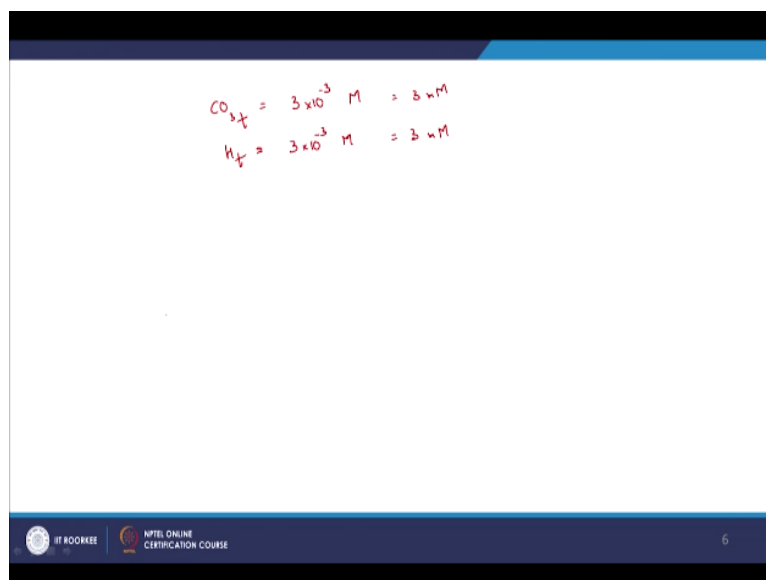 CO₃t = 3 × 10⁻³ M = 3 mM
Ht = 3 × 10⁻³ M = 3 mM
IIT ROORKEE
NPTEL ONLINE
CERTIFICATION COURSE
6